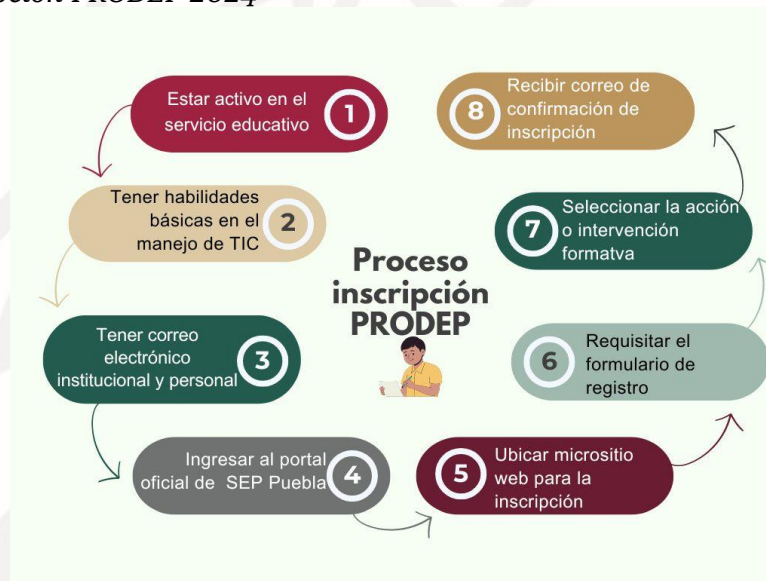 PRODEP 2024
Estar activo en el
servicio educativo
1
Tener habilidades
básicas en el
manejo de TIC
2
Tener correo
electrónico
institucional y personal
3
Ingresar al portal
oficial de SEP Puebla
4
Ubicar micrositio
web para la
inscripción
5
Requisitar el
formulario de
registro
6
Seleccionar la acción
o intervención
formatva
7
Recibir correo de
confirmación de
inscripción
8
Proceso
inscripción
PRODEP